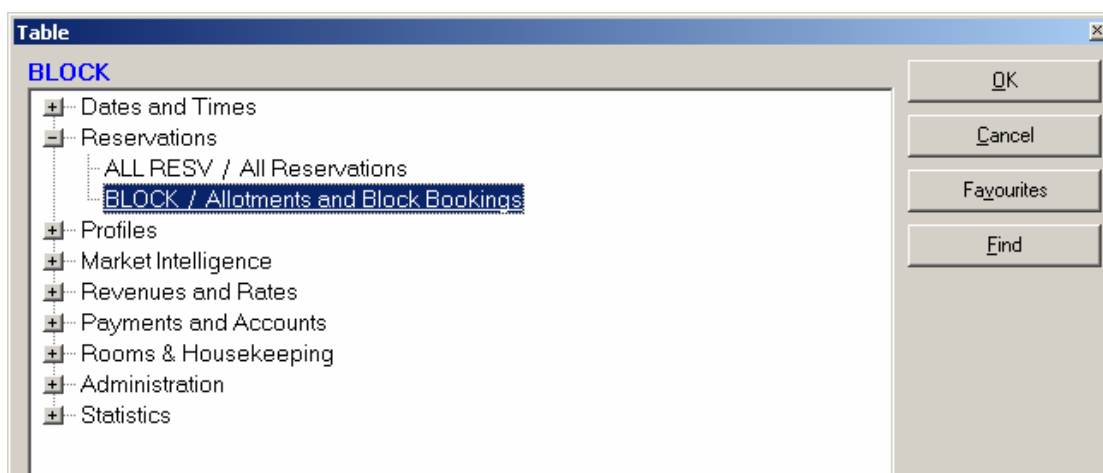 Table
BLOCK
Dates and Times
Reservations
ALL RESV / All Reservations
BLOCK / Allotments and Block Bookings
Profiles
Market Intelligence
Revenues and Rates
Payments and Accounts
Rooms & Housekeeping
Administration
Statistics
OK
Cancel
Favourites
Find